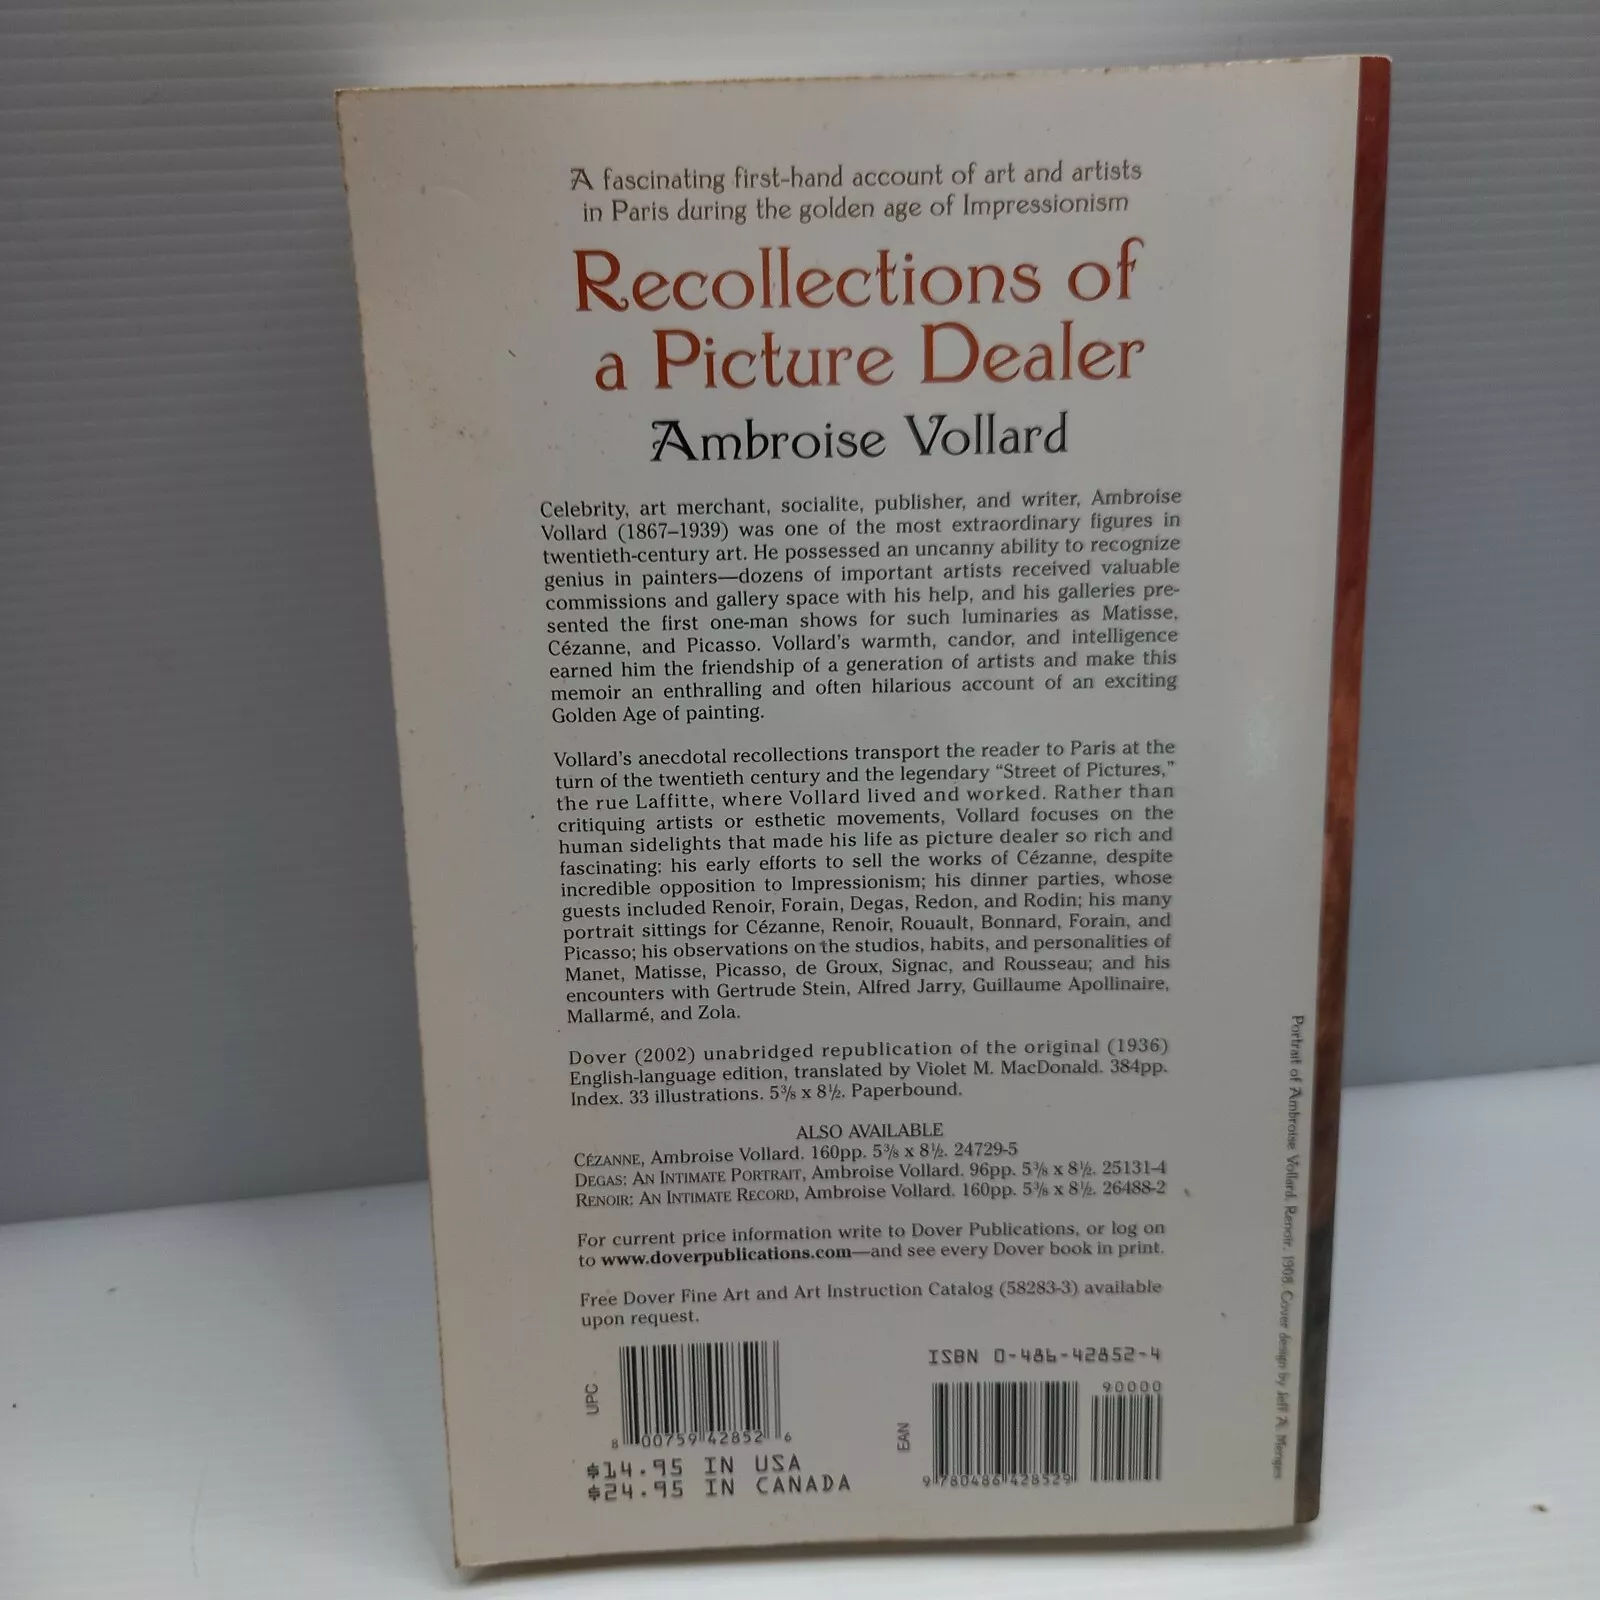 A fascinating first-hand account of art and artists
in Paris during the golden age of Impressionism
Recollections of
a Picture Dealer
Ambroise Vollard
Celebrity, art merchant, socialite, publisher, and writer, Ambroise
Vollard (1867–1939) was one of the most extraordinary figures in
twentieth-century art. He possessed an uncanny ability to recognize
genius in painters—dozens of important artists received valuable
commissions and gallery space with his help, and his galleries pre-
sented the first one-man shows for such luminaries as Matisse,
Cézanne, and Picasso. Vollard's warmth, candor, and intelligence
earned him the friendship of a generation of artists and make this
memoir an enthralling and often hilarious account of an exciting
Golden Age of painting.
Vollard's anecdotal recollections transport the reader to Paris at the
turn of the twentieth century and the legendary “Street of Pictures,”
the rue Laffitte, where Vollard lived and worked. Rather than
critiquing artists or esthetic movements, Vollard focuses on the
human sidelights that made his life as picture dealer so rich and
fascinating: his early efforts to sell the works of Cézanne, despite
incredible opposition to Impressionism; his dinner parties, whose
guests included Renoir, Forain, Degas, Redon, and Rodin; his many
portrait sittings for Cézanne, Renoir, Rouault, Bonnard, Forain, and
Picasso; his observations on the studios, habits, and personalities of
Manet, Matisse, Picasso, de Groux, Signac, and Rousseau; and his
encounters with Gertrude Stein, Alfred Jarry, Guillaume Apollinaire,
Mallarmé, and Zola.
Dover (2002) unabridged republication of the original (1936)
English-language edition, translated by Violet M. MacDonald. 384pp.
Index. 33 illustrations. 5⅜ x 8½. Paperbound.
ALSO AVAILABLE
CÉZANNE, Ambroise Vollard. 160pp. 5⅜ x 8½. 24729-5
DEGAS: AN INTIMATE PORTRAIT, Ambroise Vollard. 96pp. 5⅜ x 8½. 25131-4
RENOIR: AN INTIMATE RECORD, Ambroise Vollard. 160pp. 5⅜ x 8½. 26488-2
For current price information write to Dover Publications, or log on
to www.doverpublications.com—and see every Dover book in print.
Free Dover Fine Art and Art Instruction Catalog (58283-3) available
upon request.
UPC
8 00759 42852 6
$14.95 IN USA
$24.95 IN CANADA
ISBN 0-486-42852-4
90000
EAN
9 780486 428529
Portrait of Ambroise Vollard, Renoir, 1908. Cover design by Jeff A. Menges